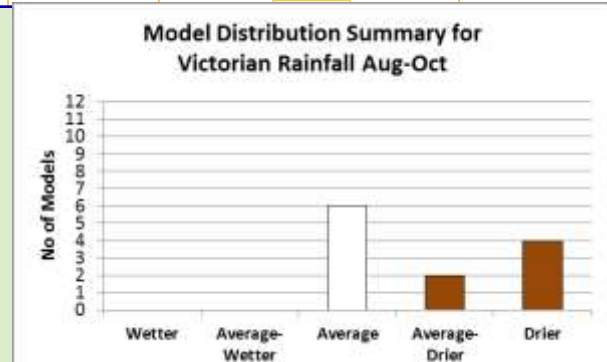 Model Distribution Summary for
Victorian Rainfall Aug-Oct
No of Models
12
11
10
9
8
7
6
5
4
3
2
1
0
Wetter
Average-
Wetter
Average
Average-
Drier
Drier